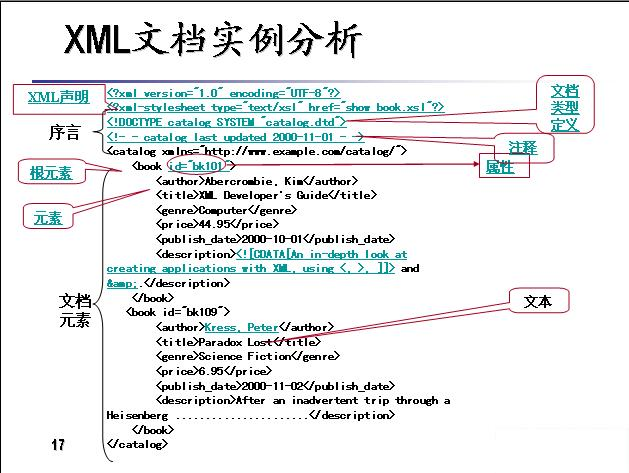 XML文档实例分析
XML声明
<?xml version="1.0" encoding="UTF-8"?>
<?xml-stylesheet type="text/xsl" href="show_book.xsl"?>
<!DOCTYPE catalog SYSTEM "catalog.dtd">
<!- - catalog last updated 2000-11-01 - ->
文档
类型
定义
序言
注释
<catalog xmlns="http://www.example.com/catalog/">
<book id="bk101">
属性
根元素
<author>Abercrombie, Kim</author>
<title>XML Developer's Guide</title>
元素
<genre>Computer</genre>
<price>44.95</price>
<publish_date>2000-10-01</publish_date>
<description><![CDATA[An in-depth look at
creating applications with XML, using <, >, ]]> and
&amp;.</description>
</book>
文档
元素
文本
<book id="bk109">
<author>Kress, Peter</author>
<title>Paradox Lost</title>
<genre>Science Fiction</genre>
<price>6.95</price>
<publish_date>2000-11-02</publish_date>
<description>After an inadvertent trip through a
Heisenberg ......................</description>
</book>
</catalog>
17